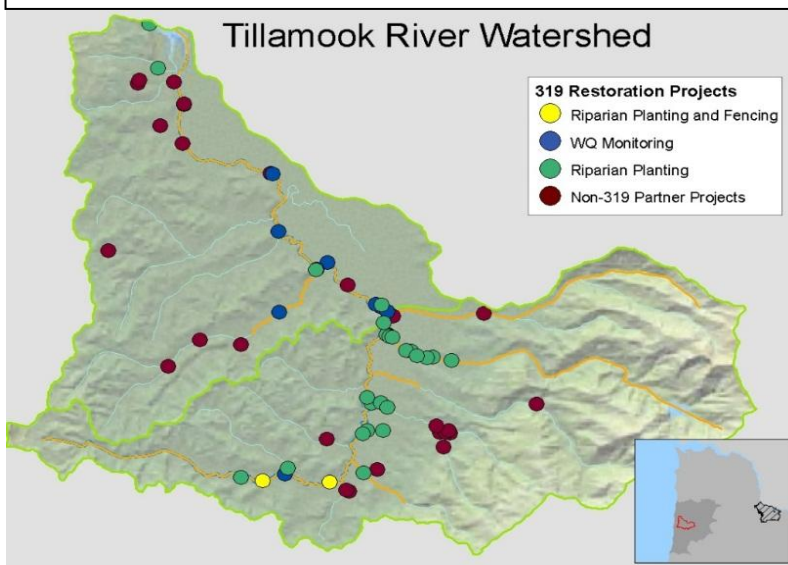 Tillamook River Watershed
319 Restoration Projects
Riparian Planting and Fencing
WQ Monitoring
Riparian Planting
Non-319 Partner Projects